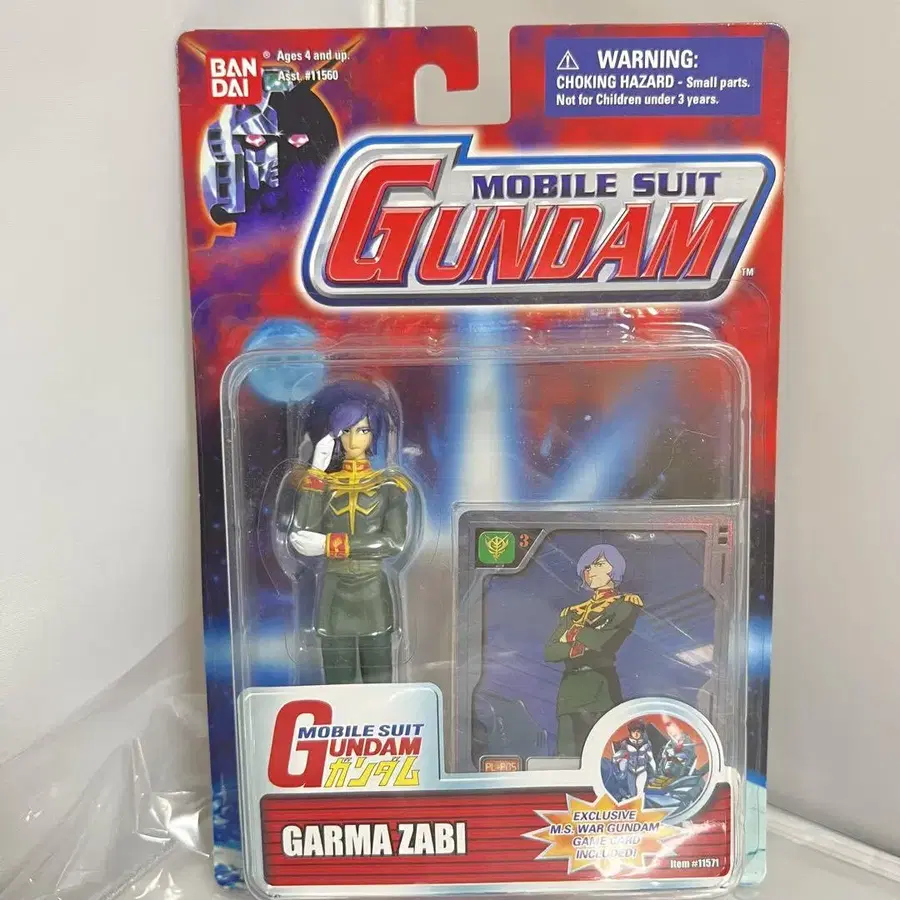 BAN
DAI
®
Ages 4 and up.
Asst. #11560
WARNING:
CHOKING HAZARD - Small parts.
Not for Children under 3 years.
MOBILE SUIT
GUNDAM
TM
3
MOBILE SUIT
GUNDAM
ガンダム
GARMA ZABI
EXCLUSIVE
M.S. WAR GUNDAM
GAME CARD
INCLUDED!
Item #11571